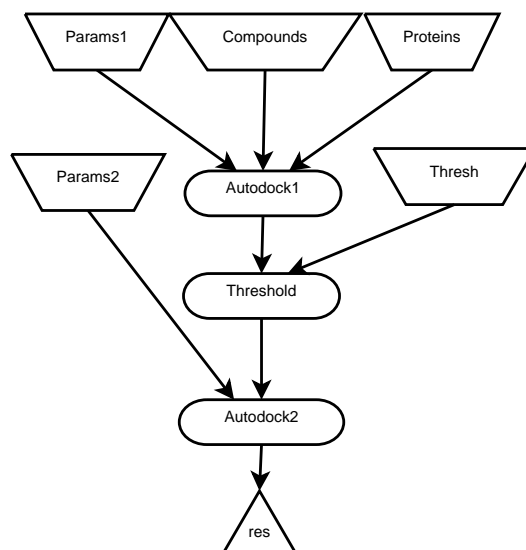 Params1
Compounds
Proteins
Params2
Thresh
Autodock1
Threshold
Autodock2
res